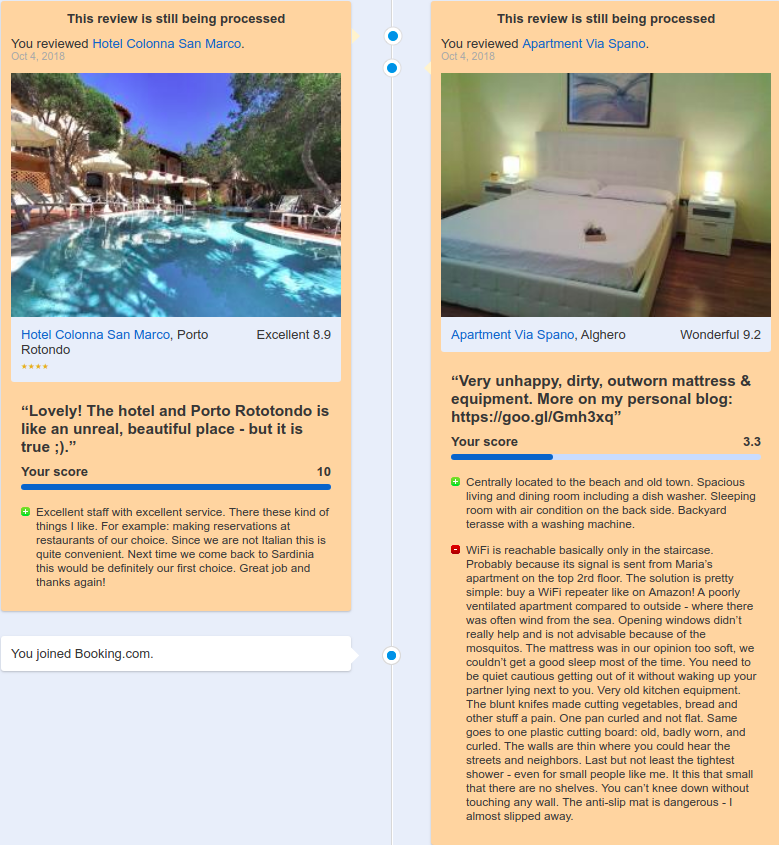 This review is still being processed
You reviewed Hotel Colonna San Marco.
Oct 4, 2018
Hotel Colonna San Marco, Porto
Rotondo
Excellent 8.9
“Lovely! The hotel and Porto Rototondo is
like an unreal, beautiful place - but it is
true ;).”
Your score 10
Excellent staff with excellent service. There these kind of
things I like. For example: making reservations at
restaurants of our choice. Since we are not Italian this is
quite convenient. Next time we come back to Sardinia
this would be definitely our first choice. Great job and
thanks again!
You joined Booking.com.
This review is still being processed
You reviewed Apartment Via Spano.
Oct 4, 2018
Apartment Via Spano, Alghero
Wonderful 9.2
“Very unhappy, dirty, outworn mattress &
equipment. More on my personal blog:
https://goo.gl/Gmh3xq”
Your score 3.3
Centrally located to the beach and old town. Spacious
living and dining room including a dish washer. Sleeping
room with air condition on the back side. Backyard
terasse with a washing machine.
WiFi is reachable basically only in the staircase.
Probably because its signal is sent from Maria’s
apartment on the top 2rd floor. The solution is pretty
simple: buy a WiFi repeater like on Amazon! A poorly
ventilated apartment compared to outside - where there
was often wind from the sea. Opening windows didn’t
really help and is not advisable because of the
mosquitos. The mattress was in our opinion too soft, we
couldn’t get a good sleep most of the time. You need to
be quiet cautious getting out of it without waking up your
partner lying next to you. Very old kitchen equipment.
The blunt knifes made cutting vegetables, bread and
other stuff a pain. One pan curled and not flat. Same
goes to one plastic cutting board: old, badly worn, and
curled. The walls are thin where you could hear the
streets and neighbors. Last but not least the tightest
shower - even for small people like me. It this that small
that there are no shelves. You can’t knee down without
touching any wall. The anti-slip mat is dangerous - I
almost slipped away.